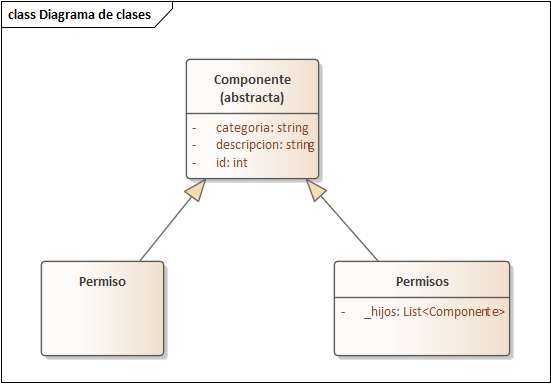 class Diagrama de clases
Componente
(abstracta)
- categoria: string
- descripcion: string
- id: int
Permiso
Permisos
- _hijos: List<Componente>